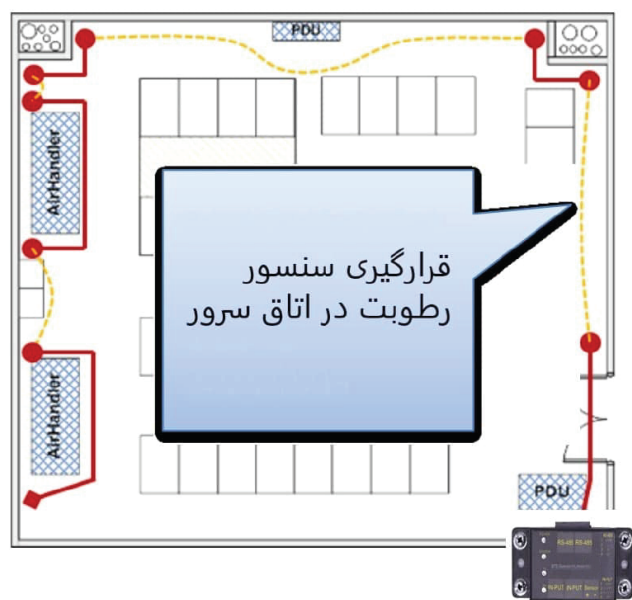 PDU
AirHandler
قرارگیری سنسور
رطوبت در اتاق سرور
AirHandler
PDU
RS-485 RS-485
INPUT INPUT Sensor